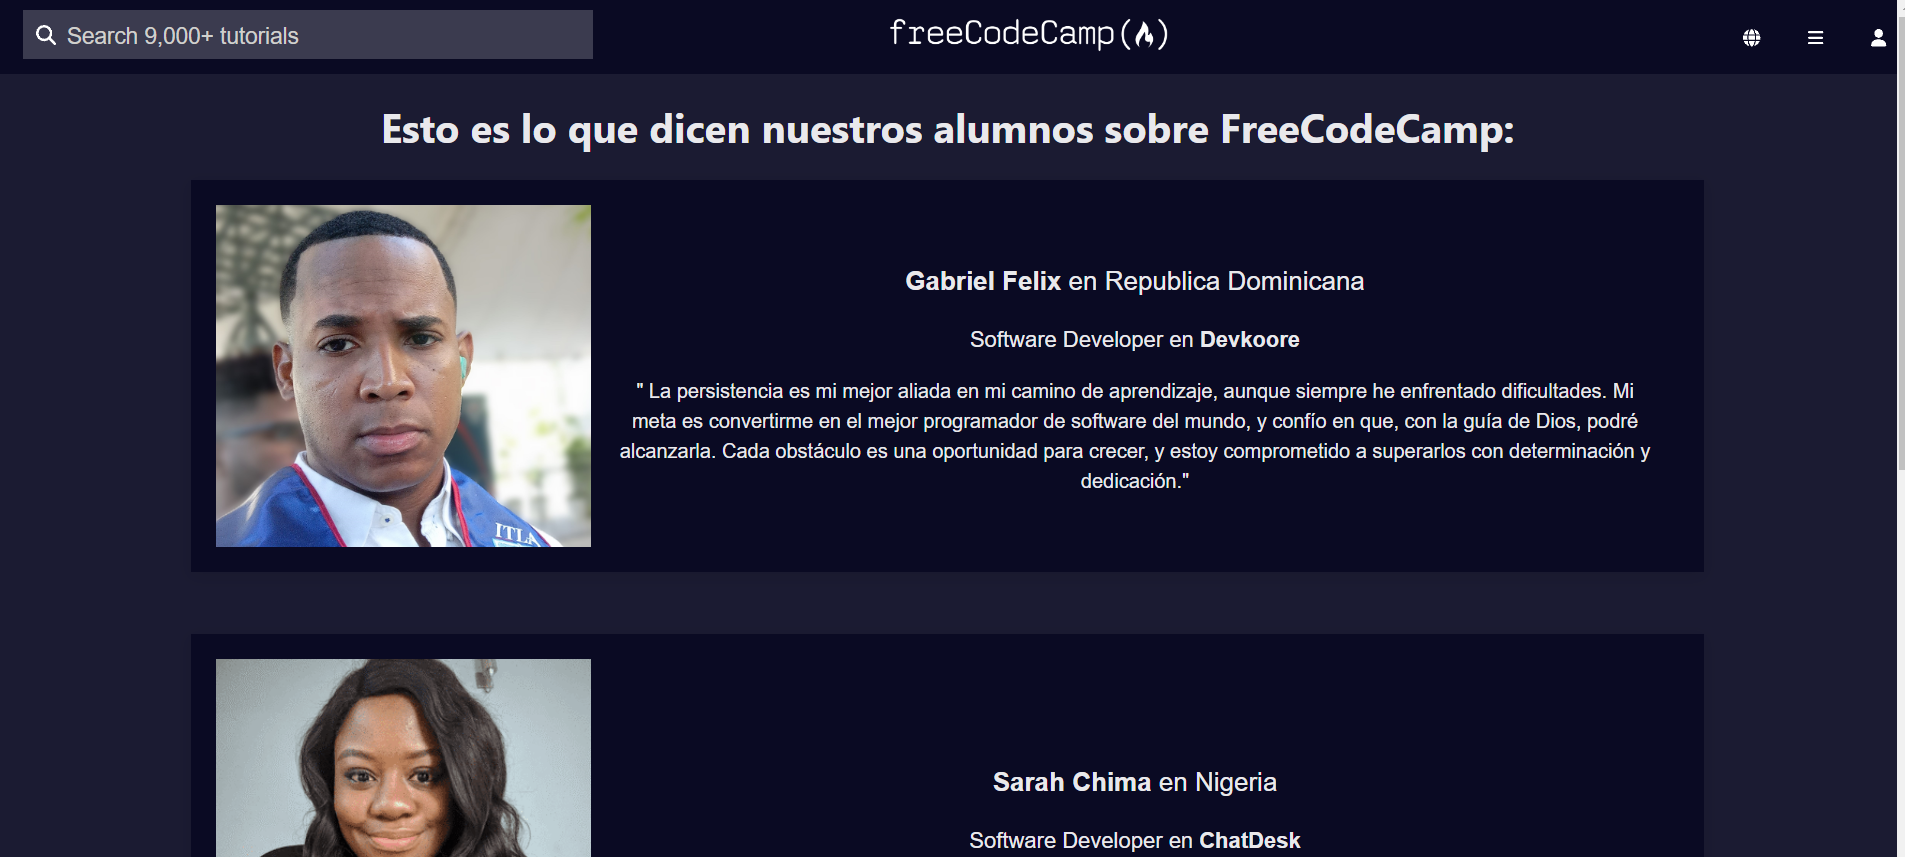 Search 9,000+ tutorials
freeCodeCamp(🔥)
Esto es lo que dicen nuestros alumnos sobre FreeCodeCamp:
Gabriel Felix en Republica Dominicana
Software Developer en Devkoore
" La persistencia es mi mejor aliada en mi camino de aprendizaje, aunque siempre he enfrentado dificultades. Mi
meta es convertirme en el mejor programador de software del mundo, y confío en que, con la guía de Dios, podré
alcanzarla. Cada obstáculo es una oportunidad para crecer, y estoy comprometido a superarlos con determinación y
dedicación."
ITLA
Sarah Chima en Nigeria
Software Developer en ChatDesk